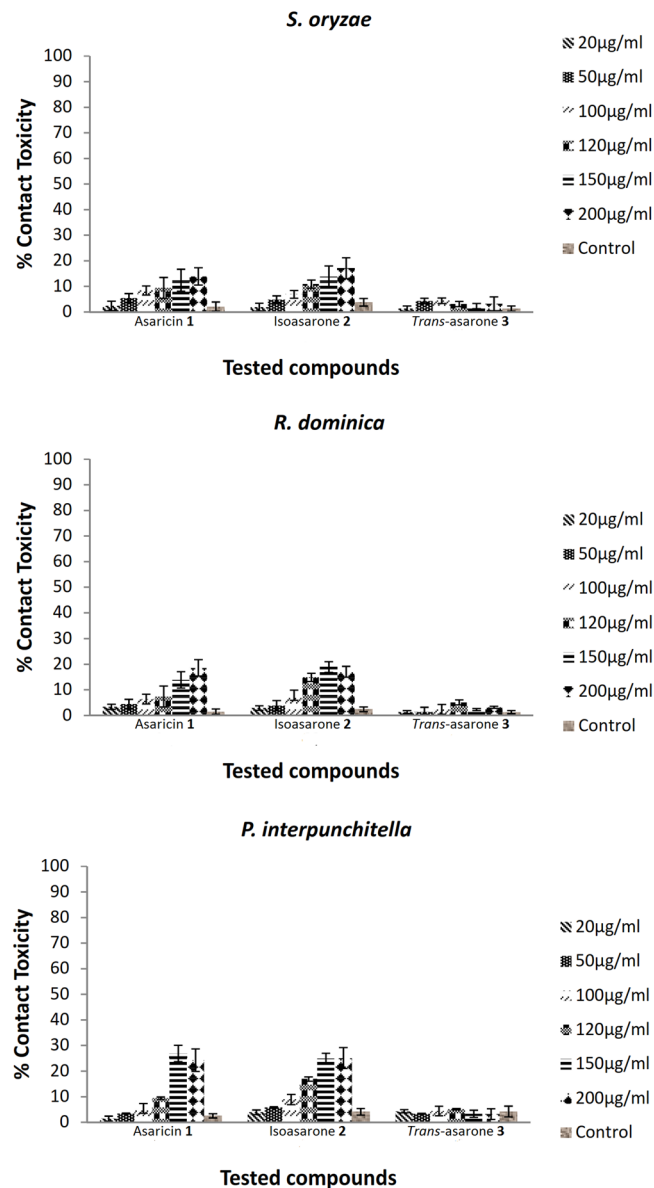 S. oryzae
100
90
80
70
60
50
40
30
20
10
0
% Contact Toxicity
Asaricin 1
Isoasarone 2
Trans-asarone 3
Tested compounds
20µg/ml
50µg/ml
100µg/ml
120µg/ml
150µg/ml
200µg/ml
Control
R. dominica
100
90
80
70
60
50
40
30
20
10
0
% Contact Toxicity
Asaricin 1
Isoasarone 2
Trans-asarone 3
Tested compounds
20µg/ml
50µg/ml
100µg/ml
120µg/ml
150µg/ml
200µg/ml
Control
P. interpunchitella
100
90
80
70
60
50
40
30
20
10
0
% Contact Toxicity
Asaricin 1
Isoasarone 2
Trans-asarone 3
Tested compounds
20µg/ml
50µg/ml
100µg/ml
120µg/ml
150µg/ml
200µg/ml
Control